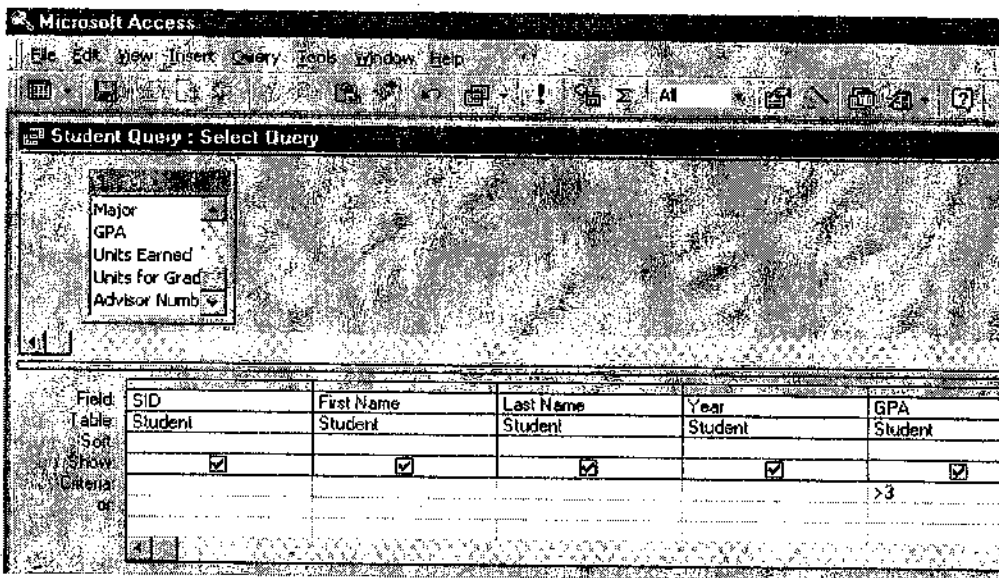 Microsoft Access
File Edit View Insert Query Tools Window Help
All
Student Query : Select Query
Major
GPA
Units Earned
Units for Grad
Advisor Numb
Field: SID First Name Last Name Year GPA
Table: Student Student Student Student Student
Sort:
Show:
Criteria: >3
or: